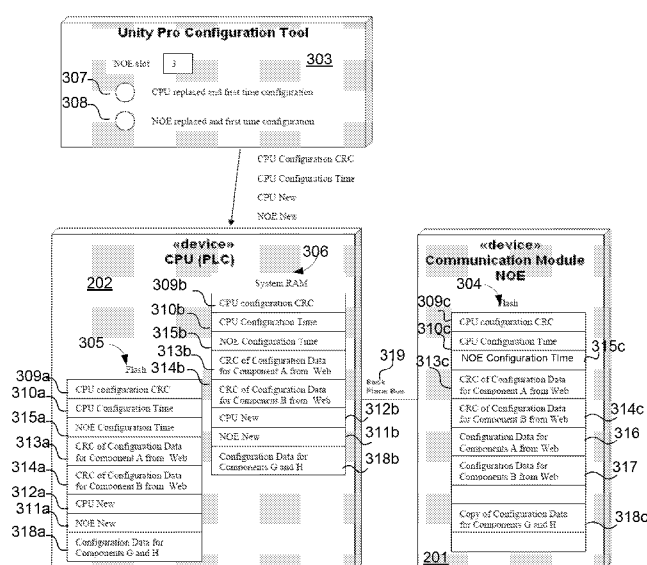 Unity Pro Configuration Tool
NOE slot
3
303
307
CPU replaced and first time configuration
308
NOE replaced and first time configuration
CPU Configuration CRC
CPU Configuration Time
CPU New
NOE New
«device»
CPU (PLC)
202
306
System RAM
309b
CPU configuration CRC
310b
CPU Configuration Time
315b
NOE Configuration Time
313b
CRC of Configuration Data
for Component A from Web
314b
CRC of Configuration Data
for Component B from Web
CPU New
312b
NOE New
311b
Configuration Data for
Components G and H
318b
305
Flash
309a
CPU configuration CRC
310a
CPU Configuration Time
315a
NOE Configuration Time
313a
CRC of Configuration Data
for Component A from Web
314a
CRC of Configuration Data
for Component B from Web
312a
CPU New
311a
NOE New
318a
Configuration Data for
Components G and H
319
Back
Plane Bus
«device»
Communication Module
NOE
304
Flash
309c
CPU configuration CRC
310c
CPU Configuration Time
NOE Configuration Time
315c
313c
CRC of Configuration Data
for Component A from Web
CRC of Configuration Data
for Component B from Web
314c
Configuration Data for
Components A from Web
316
Configuration Data for
Components B from Web
317
Copy of Configuration Data
for Components G and H
318c
201